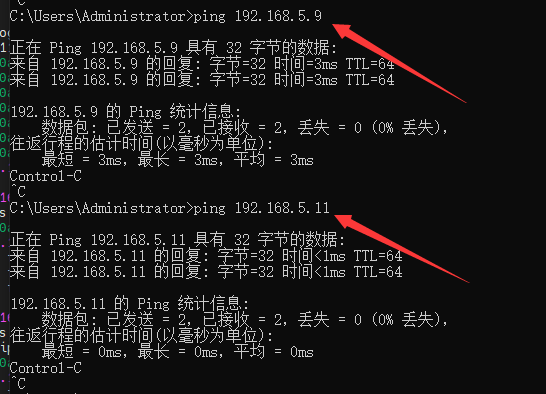 C:\Users\Administrator>ping 192.168.5.9
正在 Ping 192.168.5.9 具有 32 字节的数据:
来自 192.168.5.9 的回复: 字节=32 时间=3ms TTL=64
来自 192.168.5.9 的回复: 字节=32 时间=3ms TTL=64
192.168.5.9 的 Ping 统计信息:
数据包: 已发送 = 2, 已接收 = 2, 丢失 = 0 (0% 丢失),
往返行程的估计时间(以毫秒为单位):
最短 = 3ms, 最长 = 3ms, 平均 = 3ms
Control-C
^C
C:\Users\Administrator>ping 192.168.5.11
正在 Ping 192.168.5.11 具有 32 字节的数据:
来自 192.168.5.11 的回复: 字节=32 时间<1ms TTL=64
来自 192.168.5.11 的回复: 字节=32 时间<1ms TTL=64
192.168.5.11 的 Ping 统计信息:
数据包: 已发送 = 2, 已接收 = 2, 丢失 = 0 (0% 丢失),
往返行程的估计时间(以毫秒为单位):
最短 = 0ms, 最长 = 0ms, 平均 = 0ms
Control-C
^C